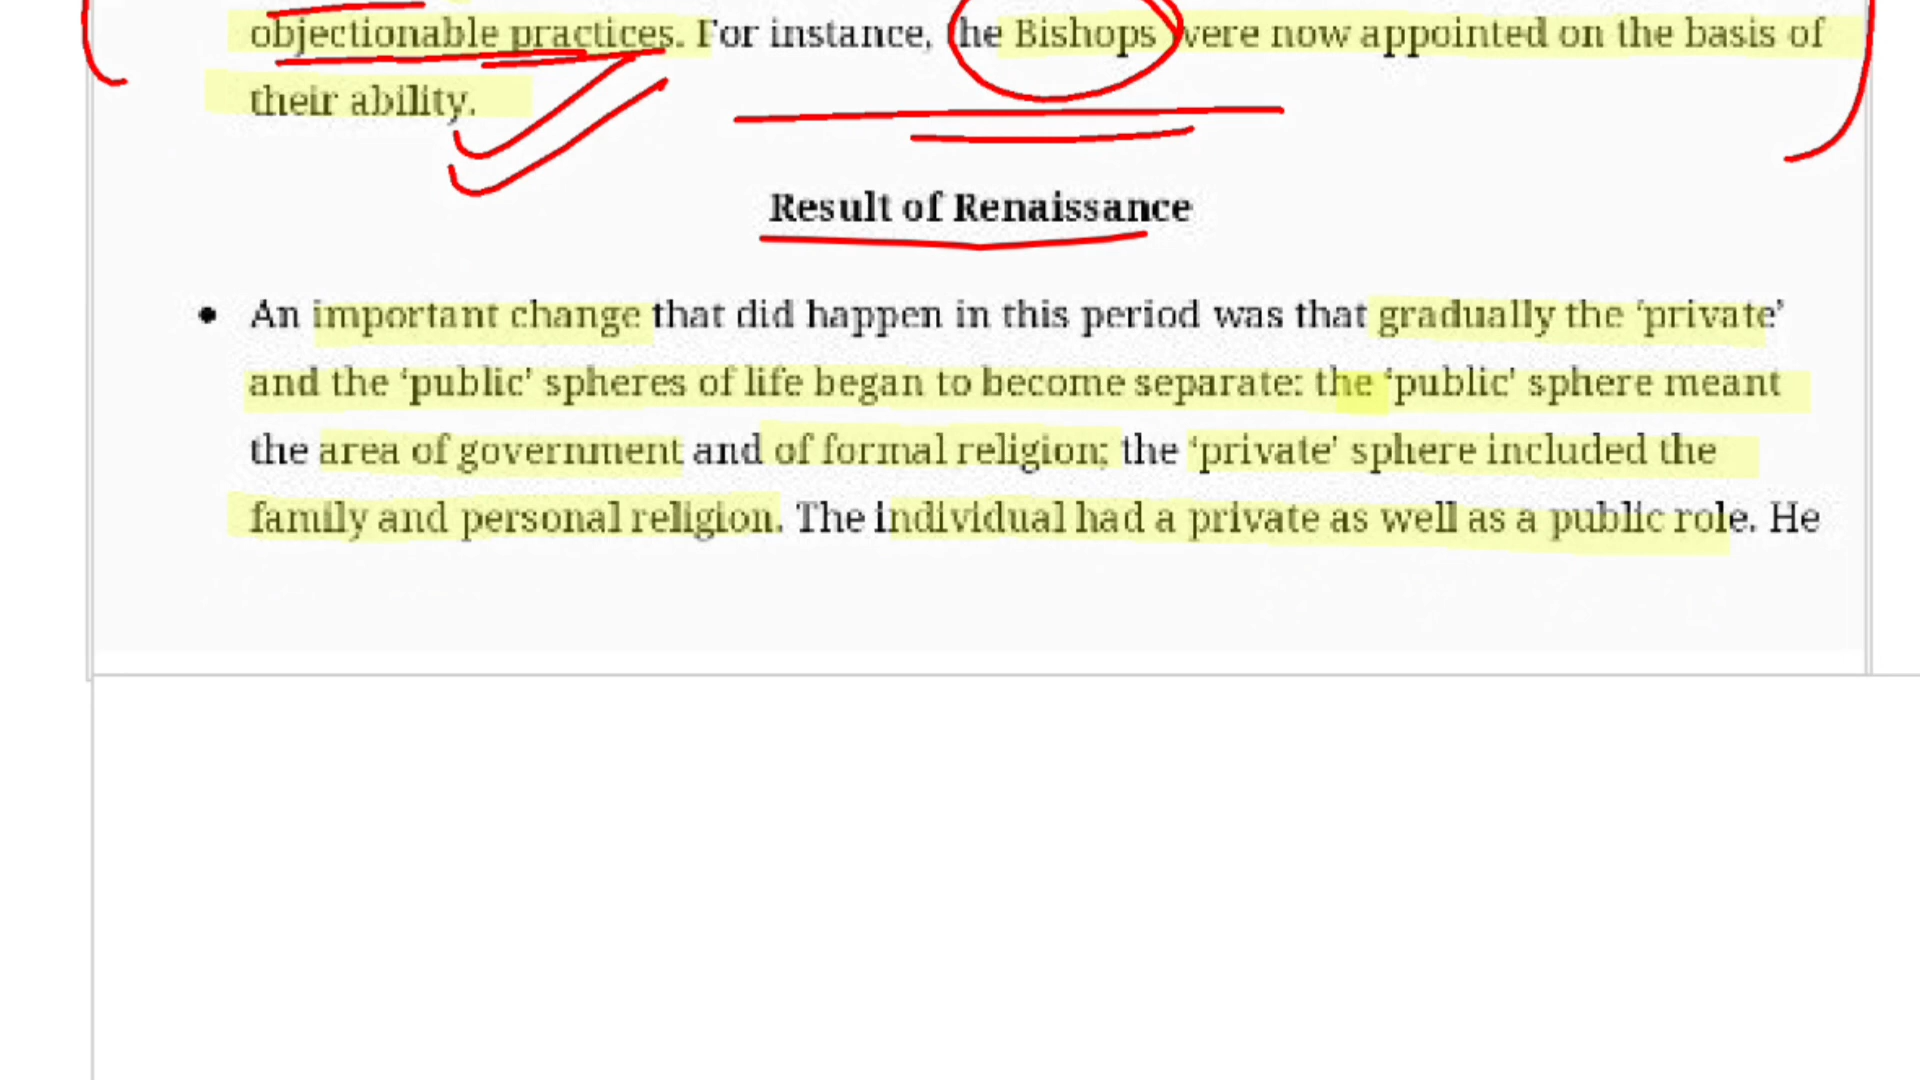 objectionable practices. For instance, the Bishops were now appointed on the basis of
their ability.
Result of Renaissance
• An important change that did happen in this period was that gradually the ‘private’
and the ‘public’ spheres of life began to become separate: the ‘public’ sphere meant
the area of government and of formal religion; the ‘private’ sphere included the
family and personal religion. The individual had a private as well as a public role. He